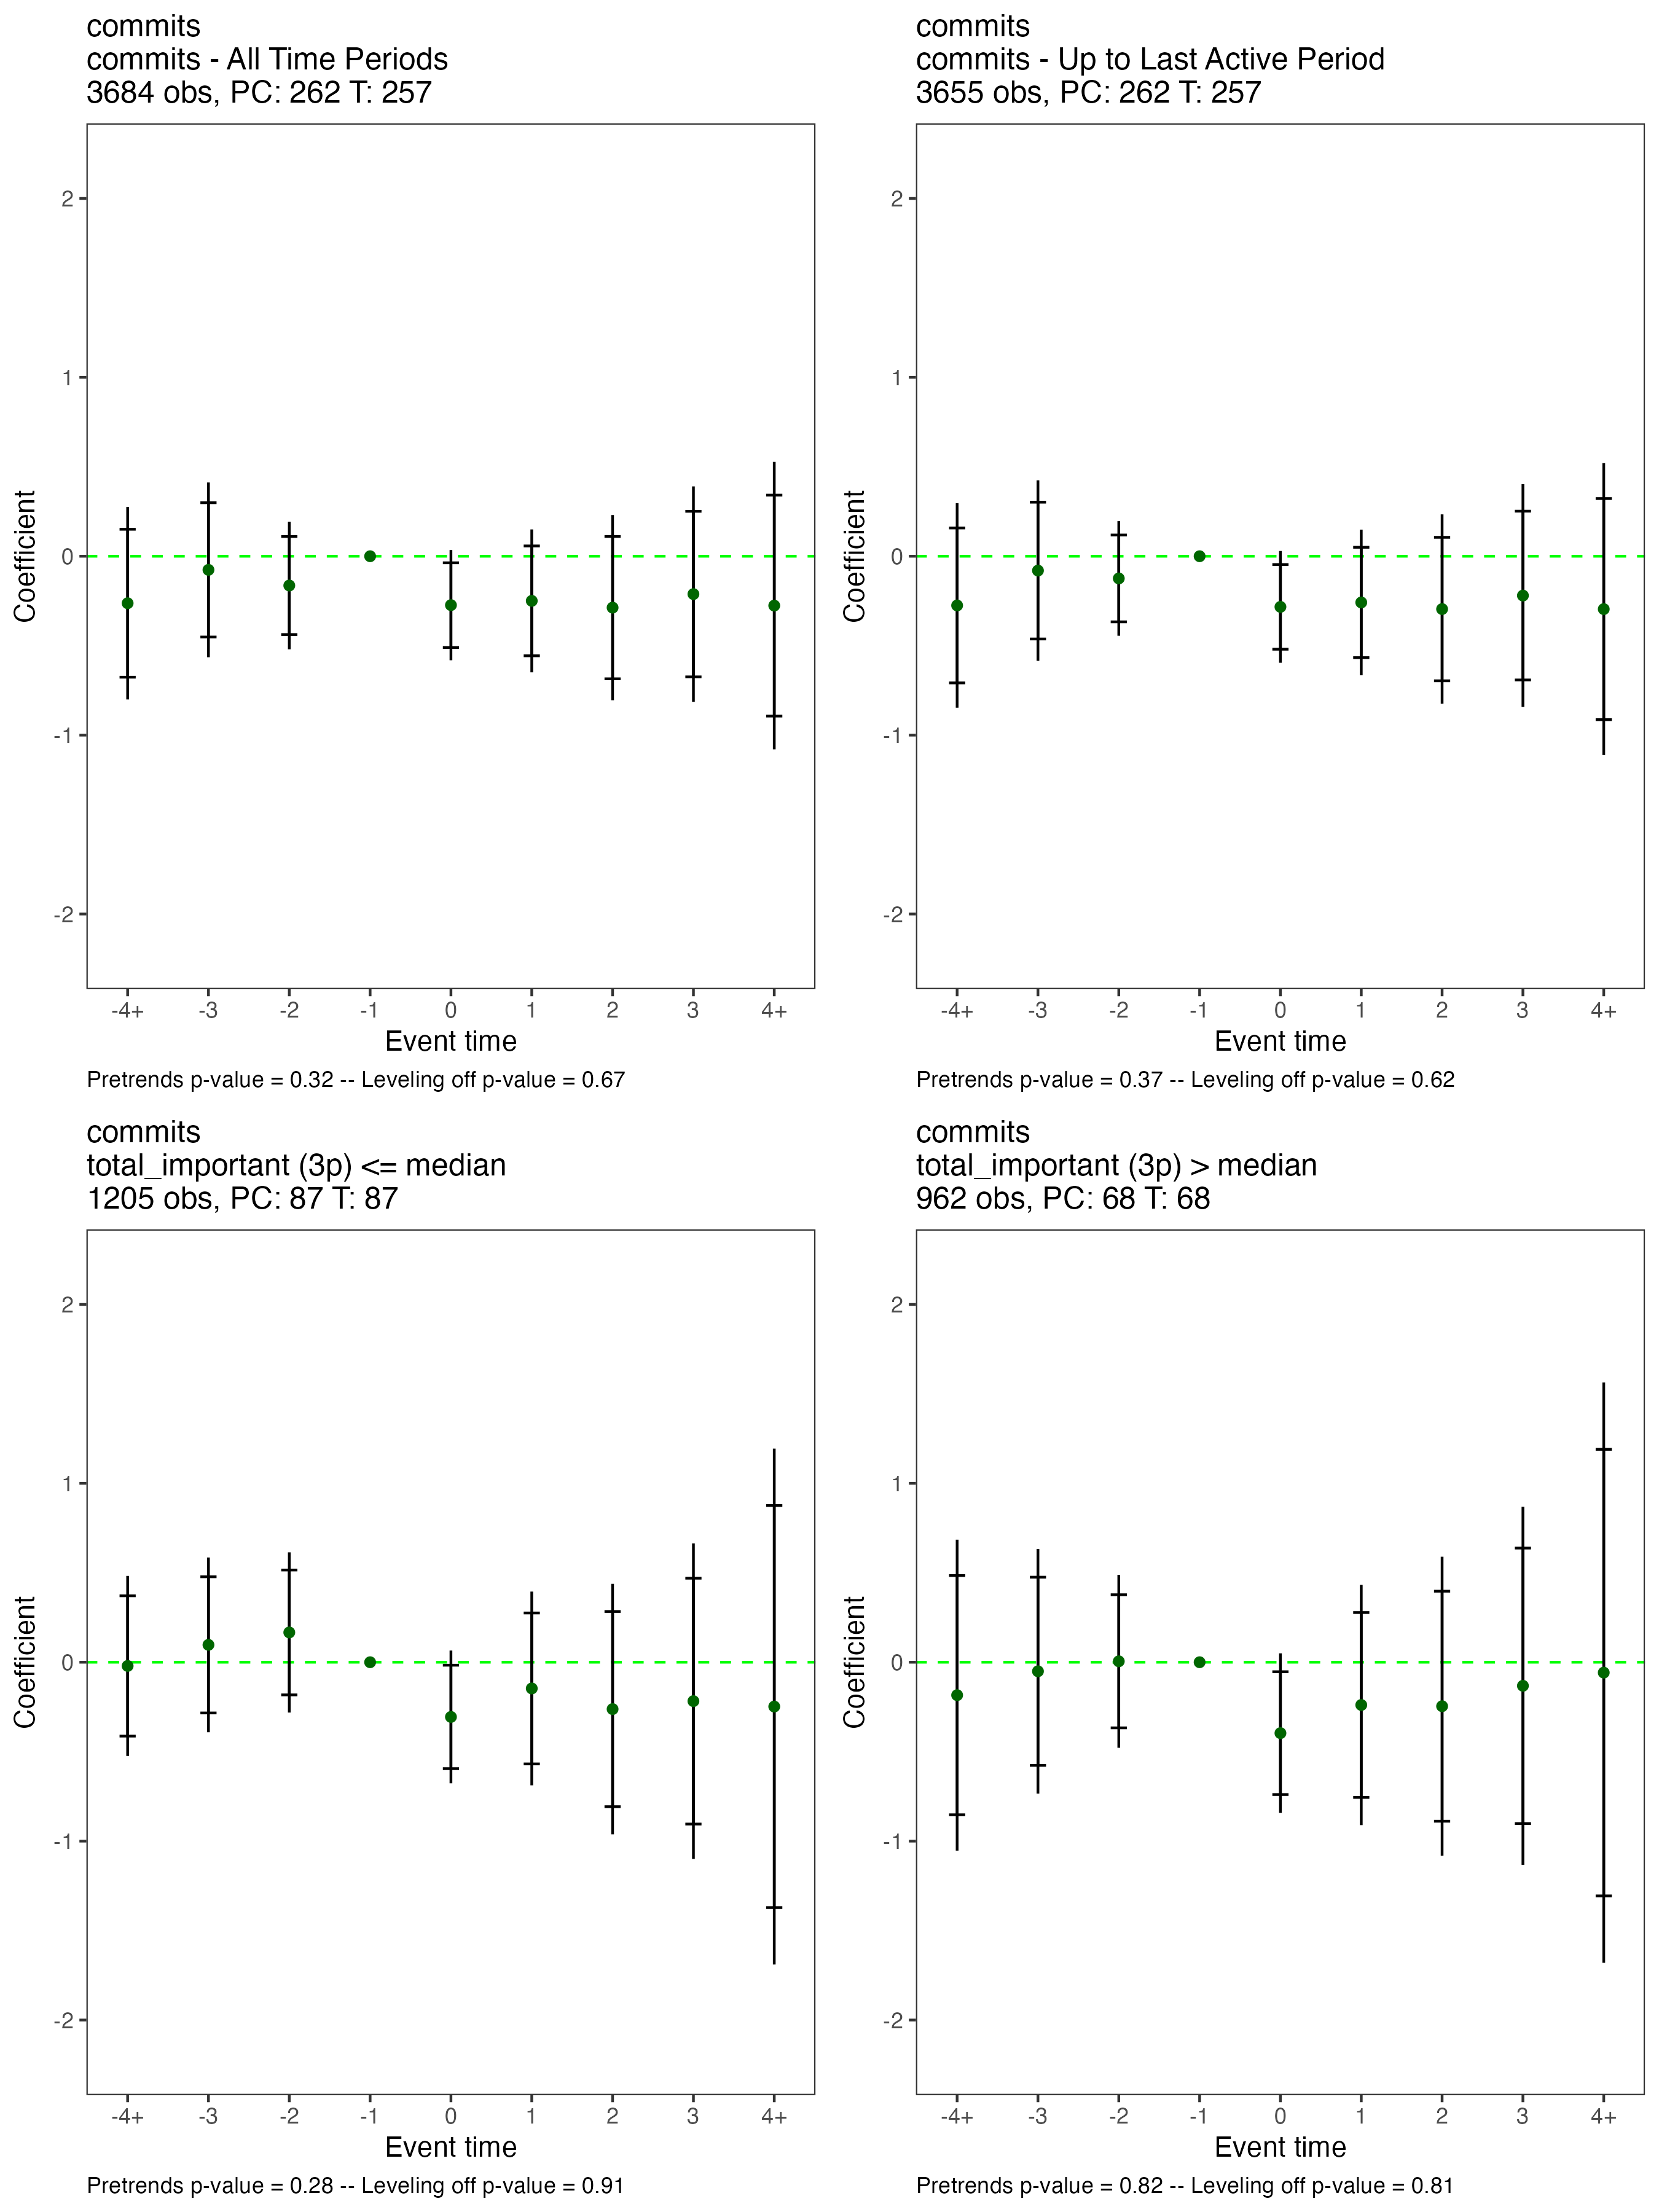 commits
commits - All Time Periods
3684 obs, PC: 262 T: 257
2
1
0
-1
-2
Coefficient
-4+ -3 -2 -1 0 1 2 3 4+
Event time
Pretrends p-value = 0.32 -- Leveling off p-value = 0.67
commits
commits - Up to Last Active Period
3655 obs, PC: 262 T: 257
2
1
0
-1
-2
Coefficient
-4+ -3 -2 -1 0 1 2 3 4+
Event time
Pretrends p-value = 0.37 -- Leveling off p-value = 0.62
commits
total_important (3p) <= median
1205 obs, PC: 87 T: 87
2
1
0
-1
-2
Coefficient
-4+ -3 -2 -1 0 1 2 3 4+
Event time
Pretrends p-value = 0.28 -- Leveling off p-value = 0.91
commits
total_important (3p) > median
962 obs, PC: 68 T: 68
2
1
0
-1
-2
Coefficient
-4+ -3 -2 -1 0 1 2 3 4+
Event time
Pretrends p-value = 0.82 -- Leveling off p-value = 0.81